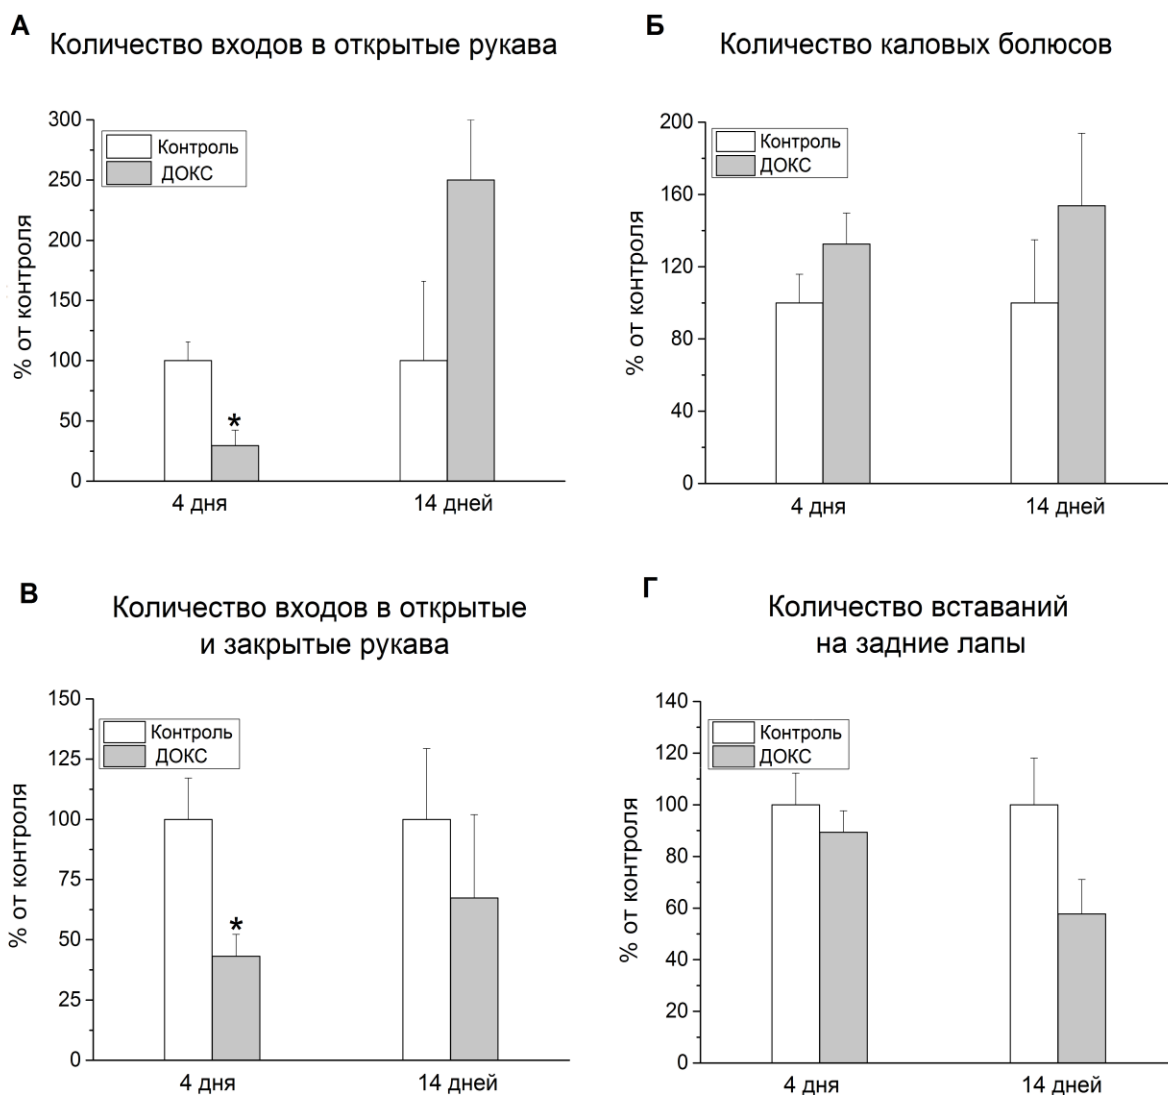 А
Количество входов в открытые рукава
% от контроля
300
250
200
150
100
50
0
Контроль
ДОКС
*
4 дня
14 дней
Б
Количество каловых болюсов
% от контроля
200
160
120
80
40
0
Контроль
ДОКС
4 дня
14 дней
В
Количество входов в открытые
и закрытые рукава
% от контроля
150
125
100
75
50
25
0
Контроль
ДОКС
*
4 дня
14 дней
Г
Количество вставаний
на задние лапы
% от контроля
140
120
100
80
60
40
20
0
Контроль
ДОКС
4 дня
14 дней